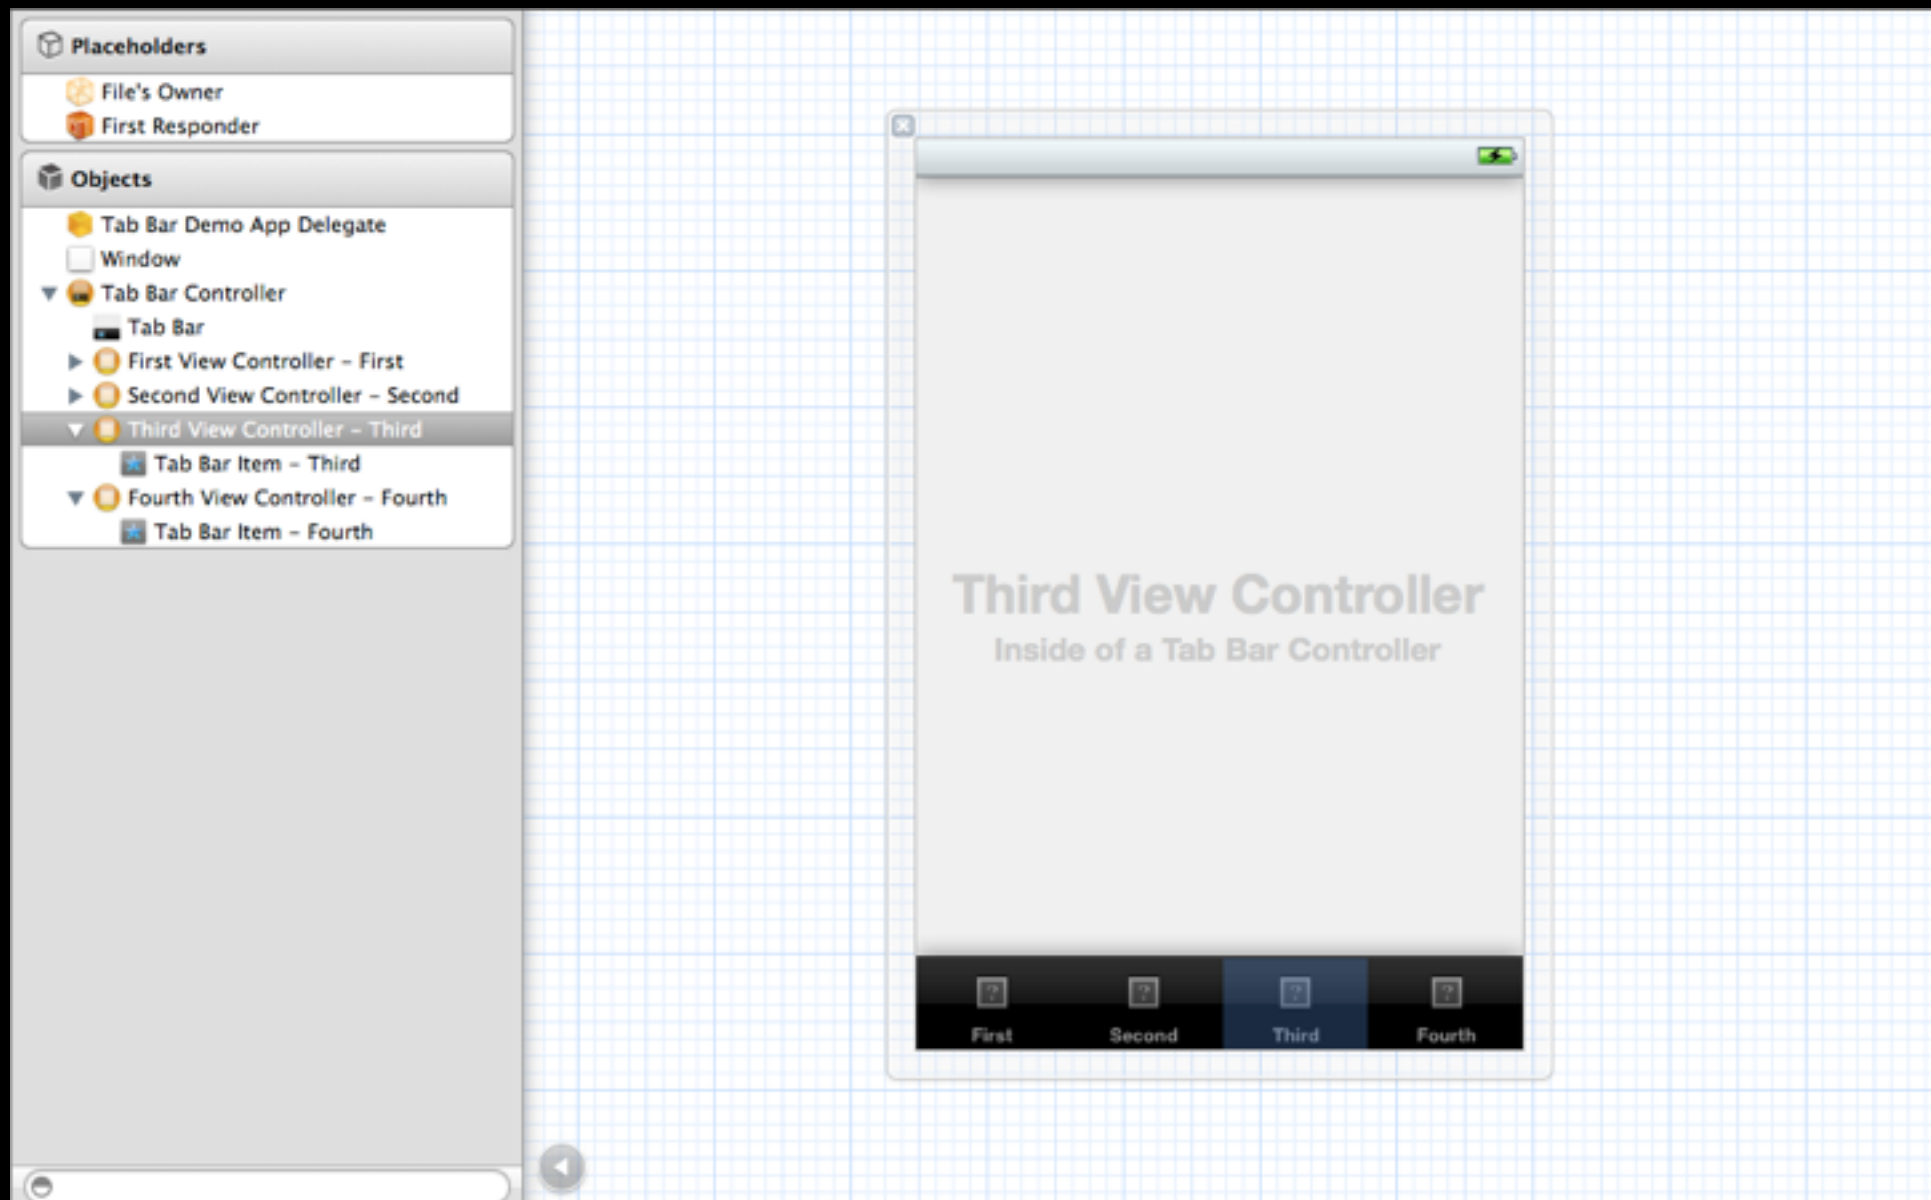 Placeholders
File's Owner
First Responder
Objects
Tab Bar Demo App Delegate
Window
Tab Bar Controller
Tab Bar
First View Controller – First
Second View Controller – Second
Third View Controller – Third
Tab Bar Item – Third
Fourth View Controller – Fourth
Tab Bar Item – Fourth
Third View Controller
Inside of a Tab Bar Controller
? ? ? ?
First Second Third Fourth